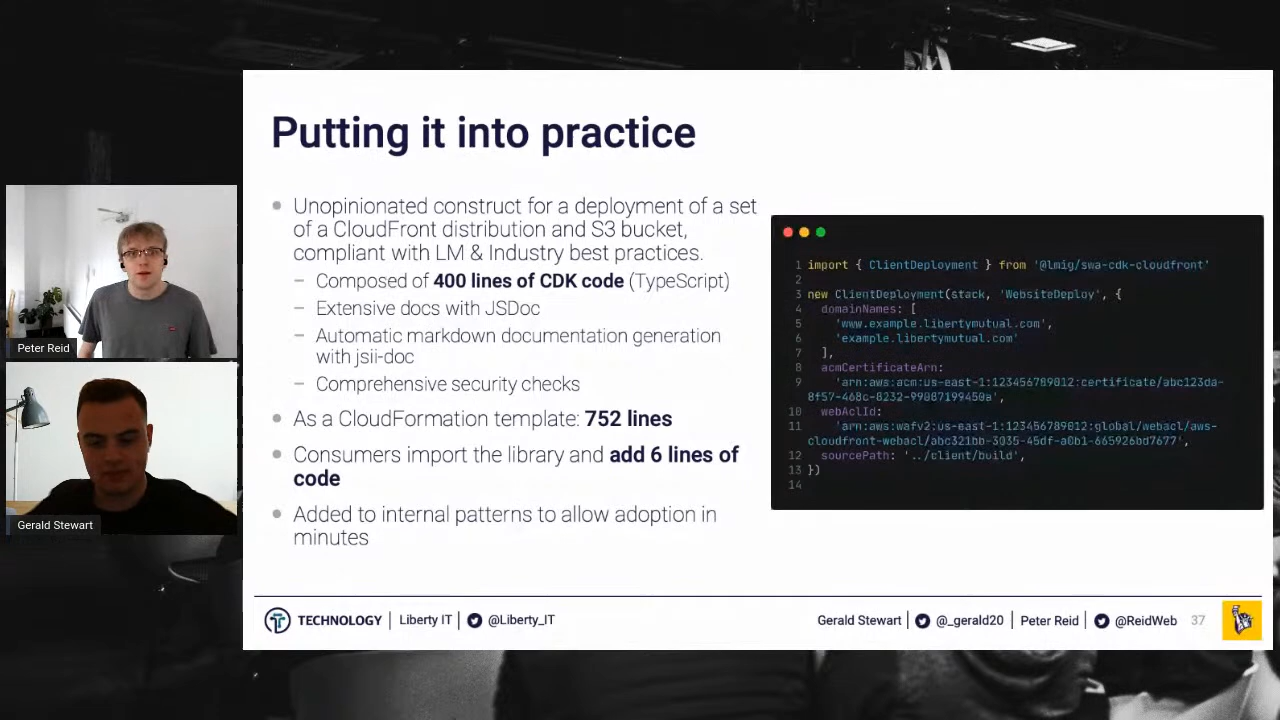 Putting it into practice
Unopinionated construct for a deployment of a set
of a CloudFront distribution and S3 bucket,
compliant with LM & Industry best practices.
– Composed of 400 lines of CDK code (TypeScript)
– Extensive docs with JSDoc
– Automatic markdown documentation generation
with jsii-doc
– Comprehensive security checks
As a CloudFormation template: 752 lines
Consumers import the library and add 6 lines of
code
Added to internal patterns to allow adoption in
minutes
1 import { ClientDeployment } from '@lmig/swa-cdk-cloudfront'
2
3 new ClientDeployment(stack, 'WebsiteDeploy', {
4 domainNames: [
5 'www.example.libertymutual.com',
6 'example.libertymutual.com'
7 ],
8 acmCertificateArn:
9 'arn:aws:acm:us-east-1:123456789012:certificate/abc123da-
8f57-468c-8232-99087199450a',
10 webAclId:
11 'arn:aws:wafv2:us-east-1:123456789012:global/webacl/aws-
cloudfront-webacl/abc321bb-3035-45df-a0b1-665926bd7677',
12 sourcePath: '../client/build',
13 })
14
Peter Reid
Gerald Stewart
TECHNOLOGY | Liberty IT | @Liberty_IT
Gerald Stewart | @_gerald20 | Peter Reid | @ReidWeb 37